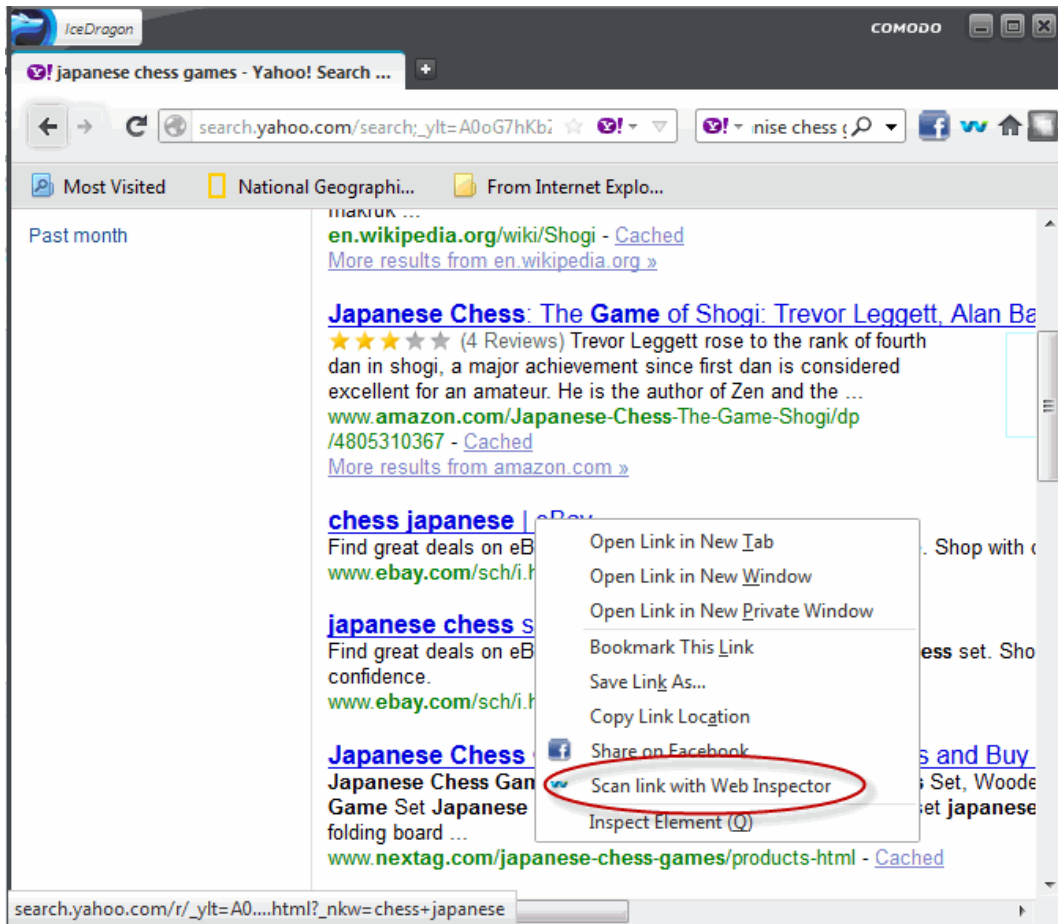 IceDragon
COMODO
japanese chess games - Yahoo! Search ...
search.yahoo.com/search;_ylt=A0oG7hKbZ
nise chess g
Most Visited
National Geographi...
From Internet Explo...
Past month
makruk ...
en.wikipedia.org/wiki/Shogi - Cached
More results from en.wikipedia.org »
Japanese Chess: The Game of Shogi: Trevor Leggett, Alan Ba
(4 Reviews) Trevor Leggett rose to the rank of fourth
dan in shogi, a major achievement since first dan is considered
excellent for an amateur. He is the author of Zen and the ...
www.amazon.com/Japanese-Chess-The-Game-Shogi/dp
/4805310367 - Cached
More results from amazon.com »
chess japanese | eBay
Find great deals on eB
. Shop with c
www.ebay.com/sch/i.h
japanese chess s
Find great deals on eB
ess set. Sho
confidence.
www.ebay.com/sch/i.h
Japanese Chess
s and Buy
Japanese Chess Gam
Set, Woode
Game Set Japanese
et japanese
folding board ...
www.nextag.com/japanese-chess-games/products-html - Cached
Open Link in New Tab
Open Link in New Window
Open Link in New Private Window
Bookmark This Link
Save Link As...
Copy Link Location
Share on Facebook
Scan link with Web Inspector
Inspect Element (Q)
search.yahoo.com/r/_ylt=A0....html?_nkw=chess+japanese